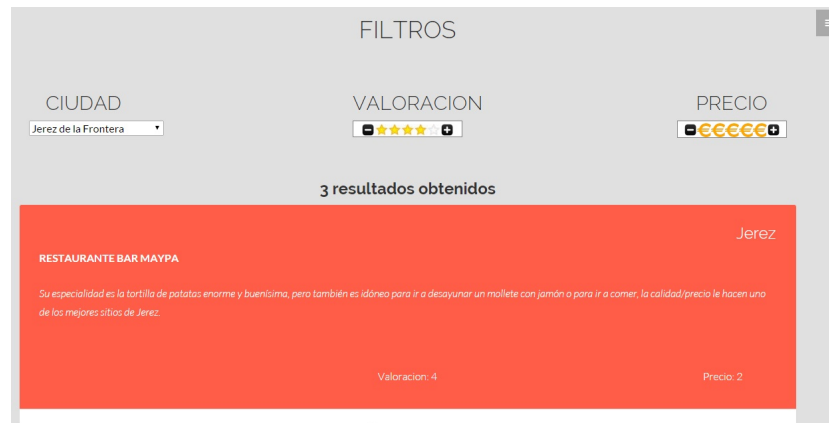 FILTROS
CIUDAD
VALORACION
PRECIO
Jerez de la Frontera
€€€€€
3 resultados obtenidos
Jerez
RESTAURANTE BAR MAYPA
Su especialidad es la tortilla de patatas enorme y buenísima, pero también es idóneo para ir a desayunar un mollete con jamón o para ir a comer, la calidad/precio le hacen uno
de los mejores sitios de Jerez.
Valoracion: 4
Precio: 2